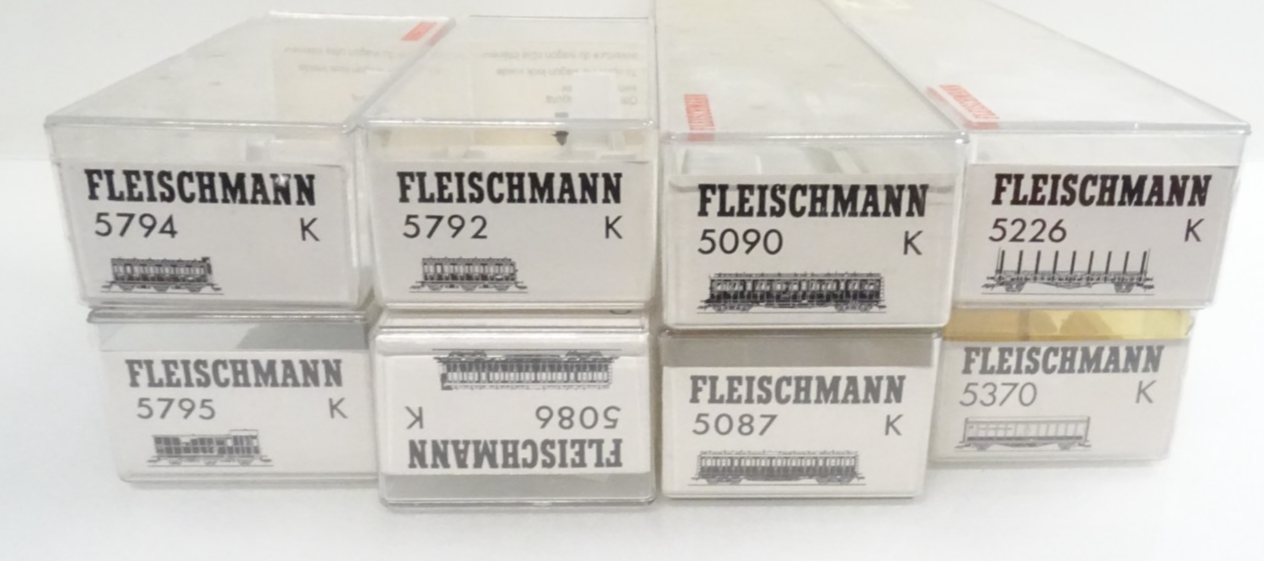 FLEISCHMANN
5794 K
FLEISCHMANN
5792 K
FLEISCHMANN
5090 K
FLEISCHMANN
5226 K
FLEISCHMANN
5795 K
FLEISCHMANN
5086 K
FLEISCHMANN
5087 K
FLEISCHMANN
5370 K